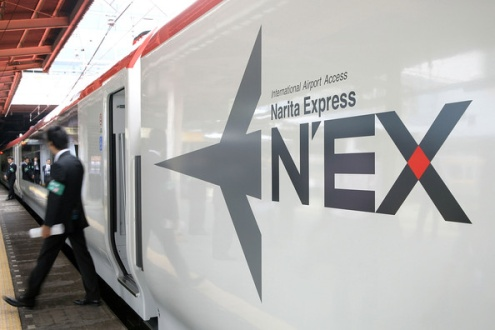 International Airport Access
Narita Express
N'EX